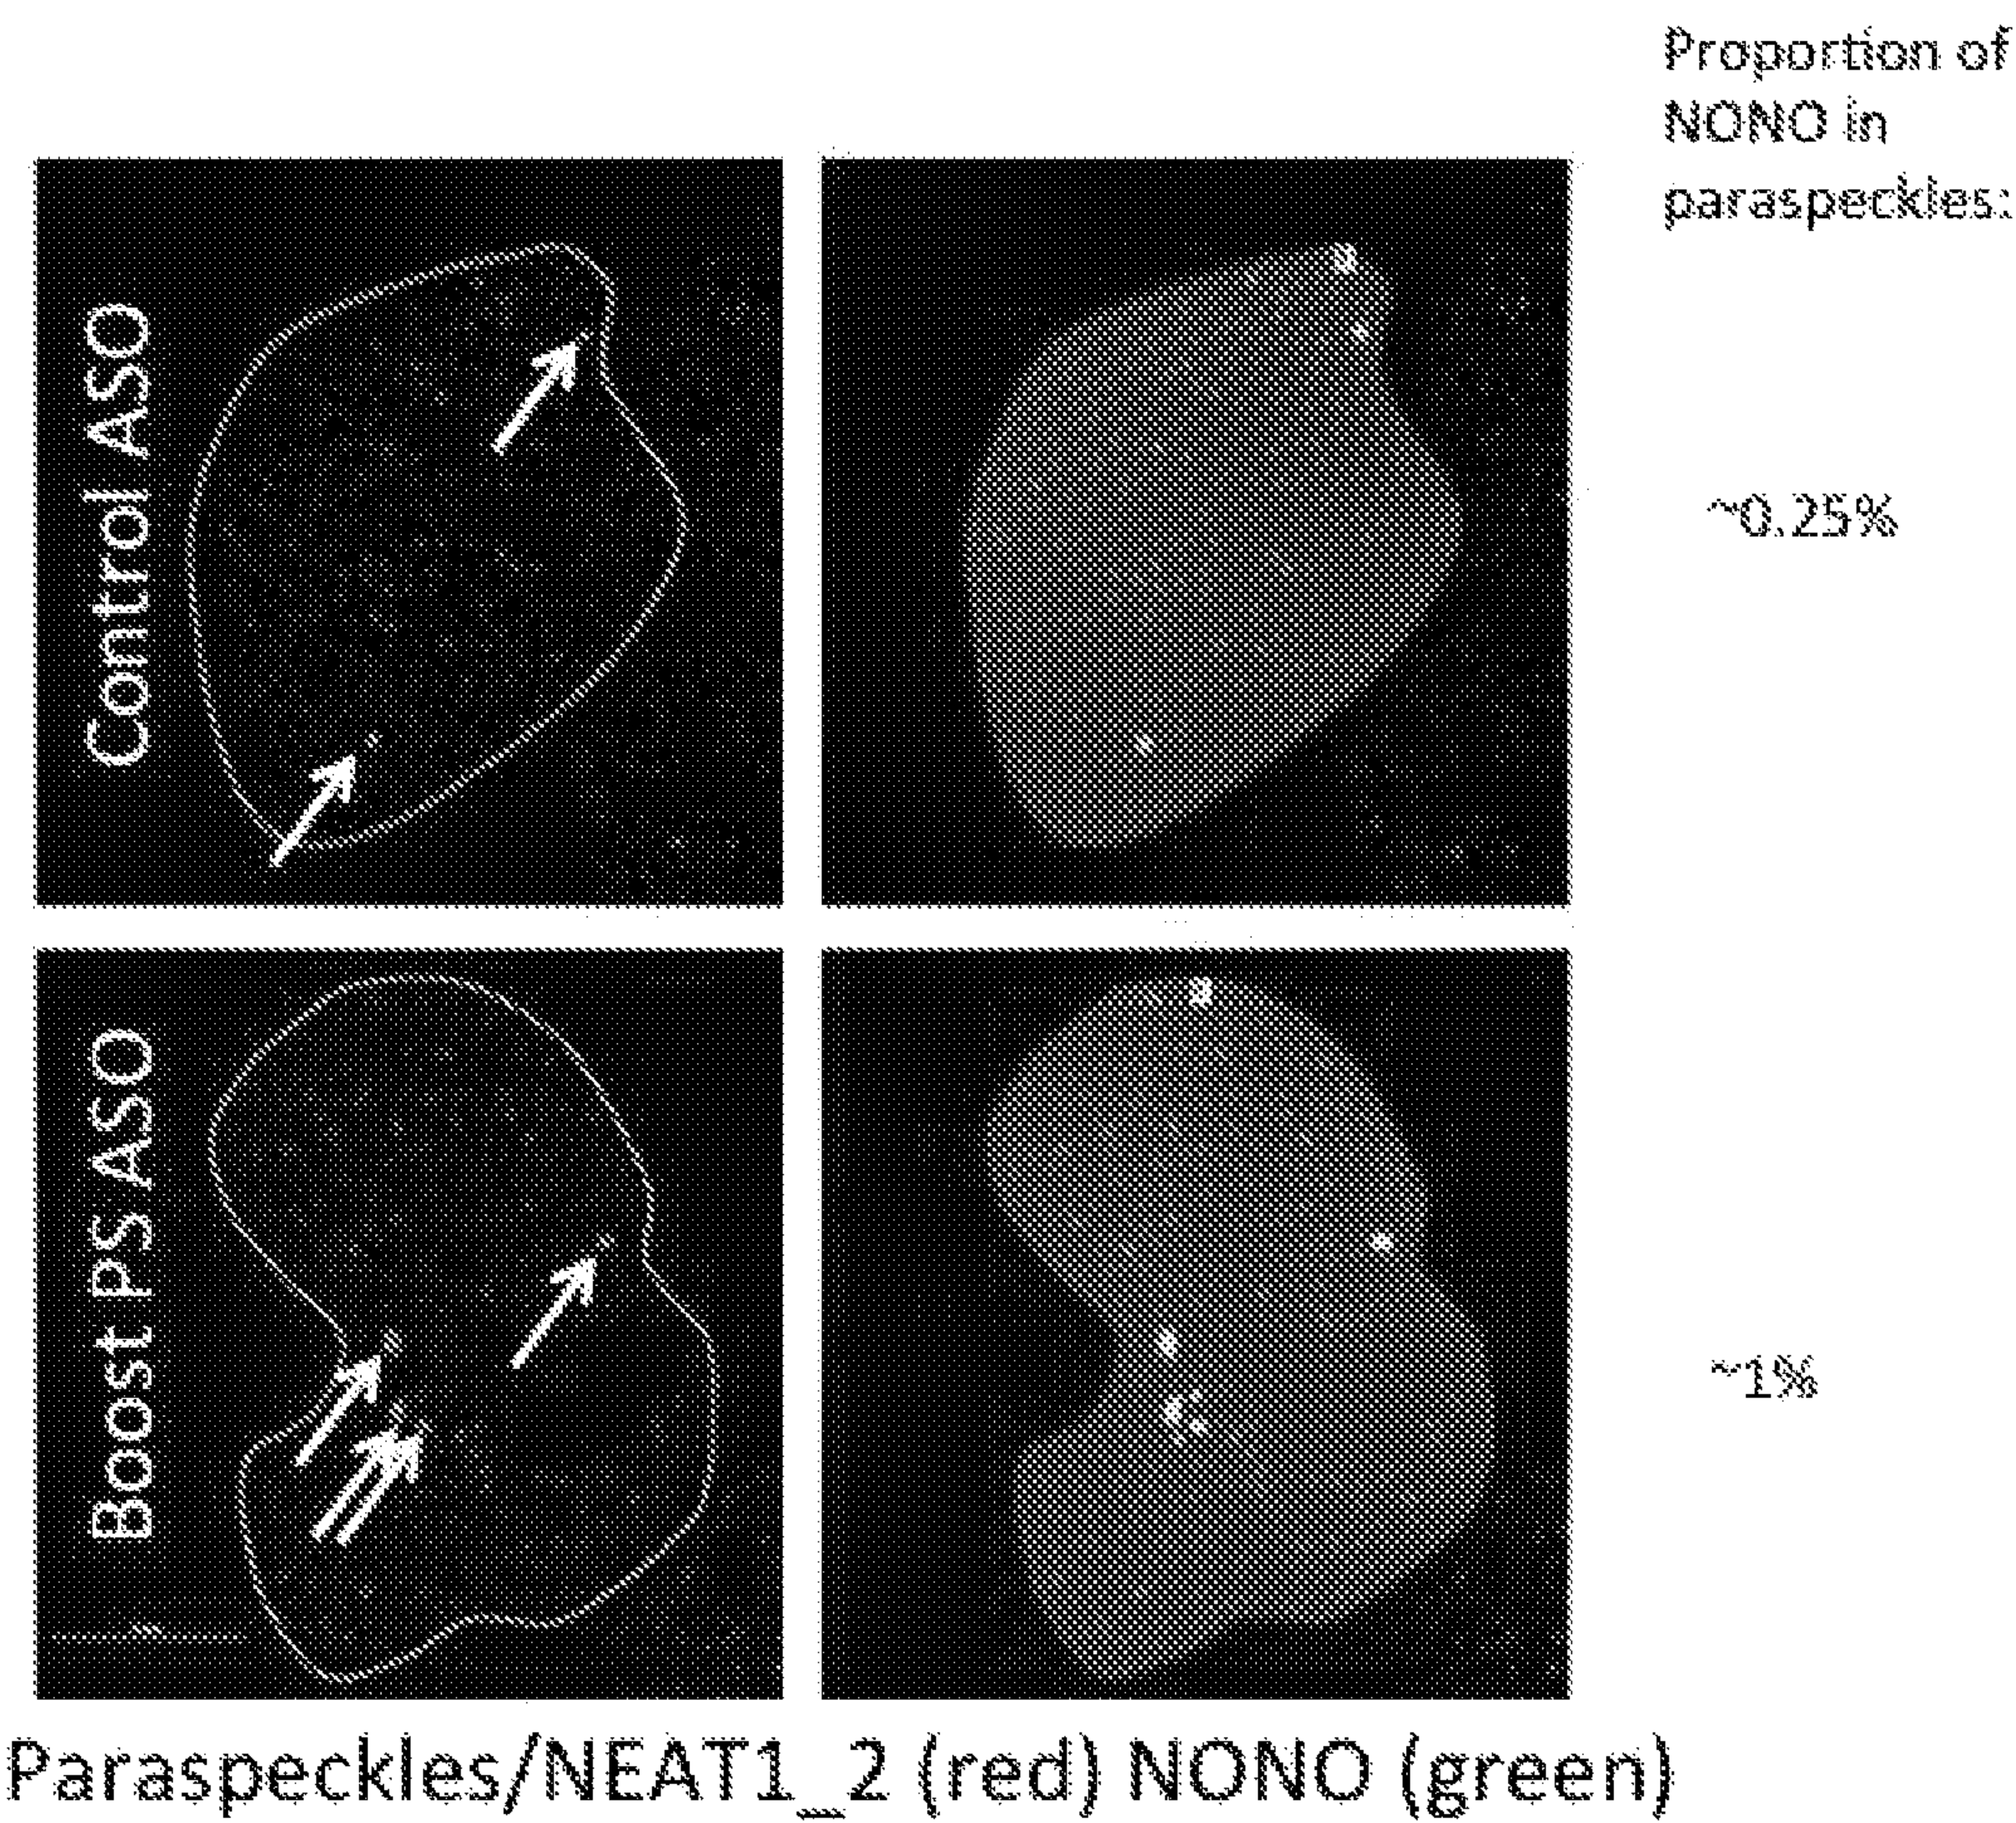 Proportion of
NONO in
paraspeckles:
Control ASO
~0.25%
Boost PS ASO
~1%
Paraspeckles/NEAT1_2 (red) NONO (green)